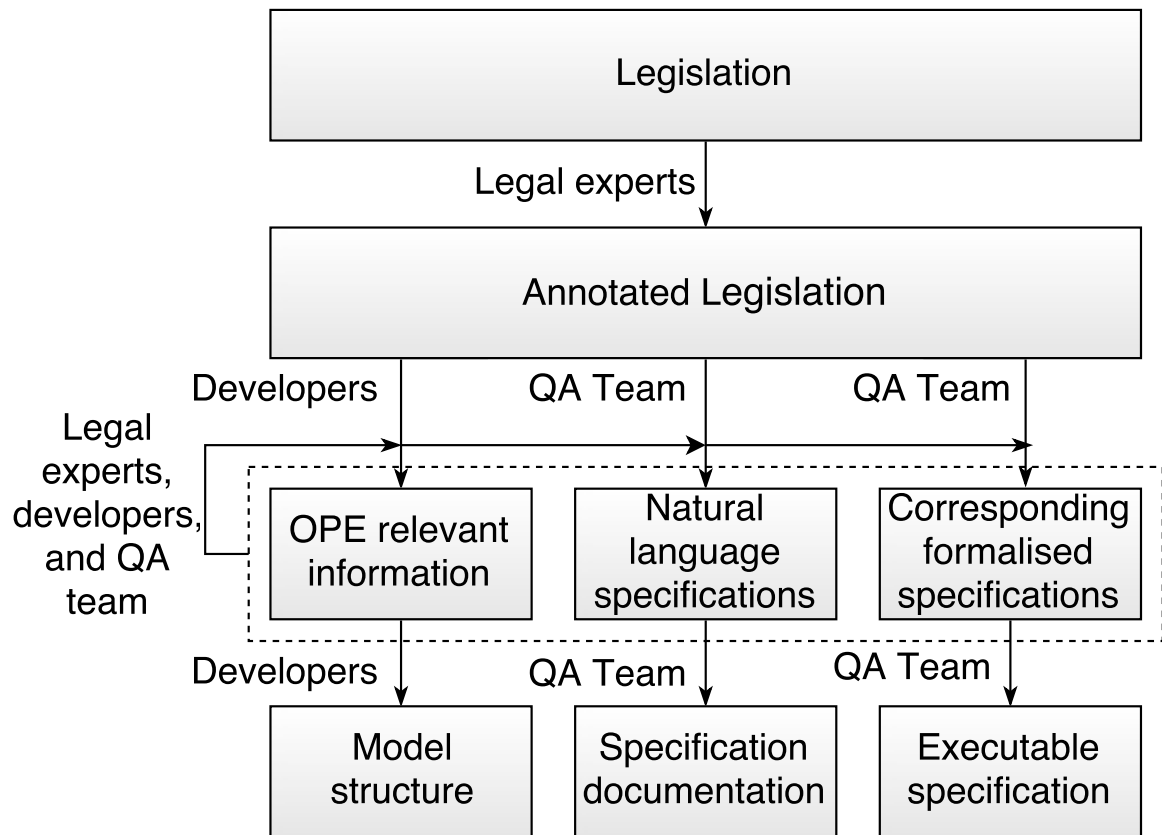 Legislation
Legal experts
Annotated Legislation
Developers
QA Team
QA Team
Legal
experts,
developers,
and QA
team
OPE relevant
information
Natural
language
specifications
Corresponding
formalised
specifications
Developers
QA Team
QA Team
Model
structure
Specification
documentation
Executable
specification